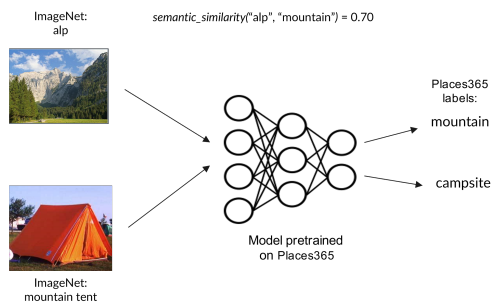 ImageNet:
alp
semantic_similarity("alp", "mountain") = 0.70
Places365
labels:
mountain
campsite
Model pretrained
on Places365
ImageNet:
mountain tent